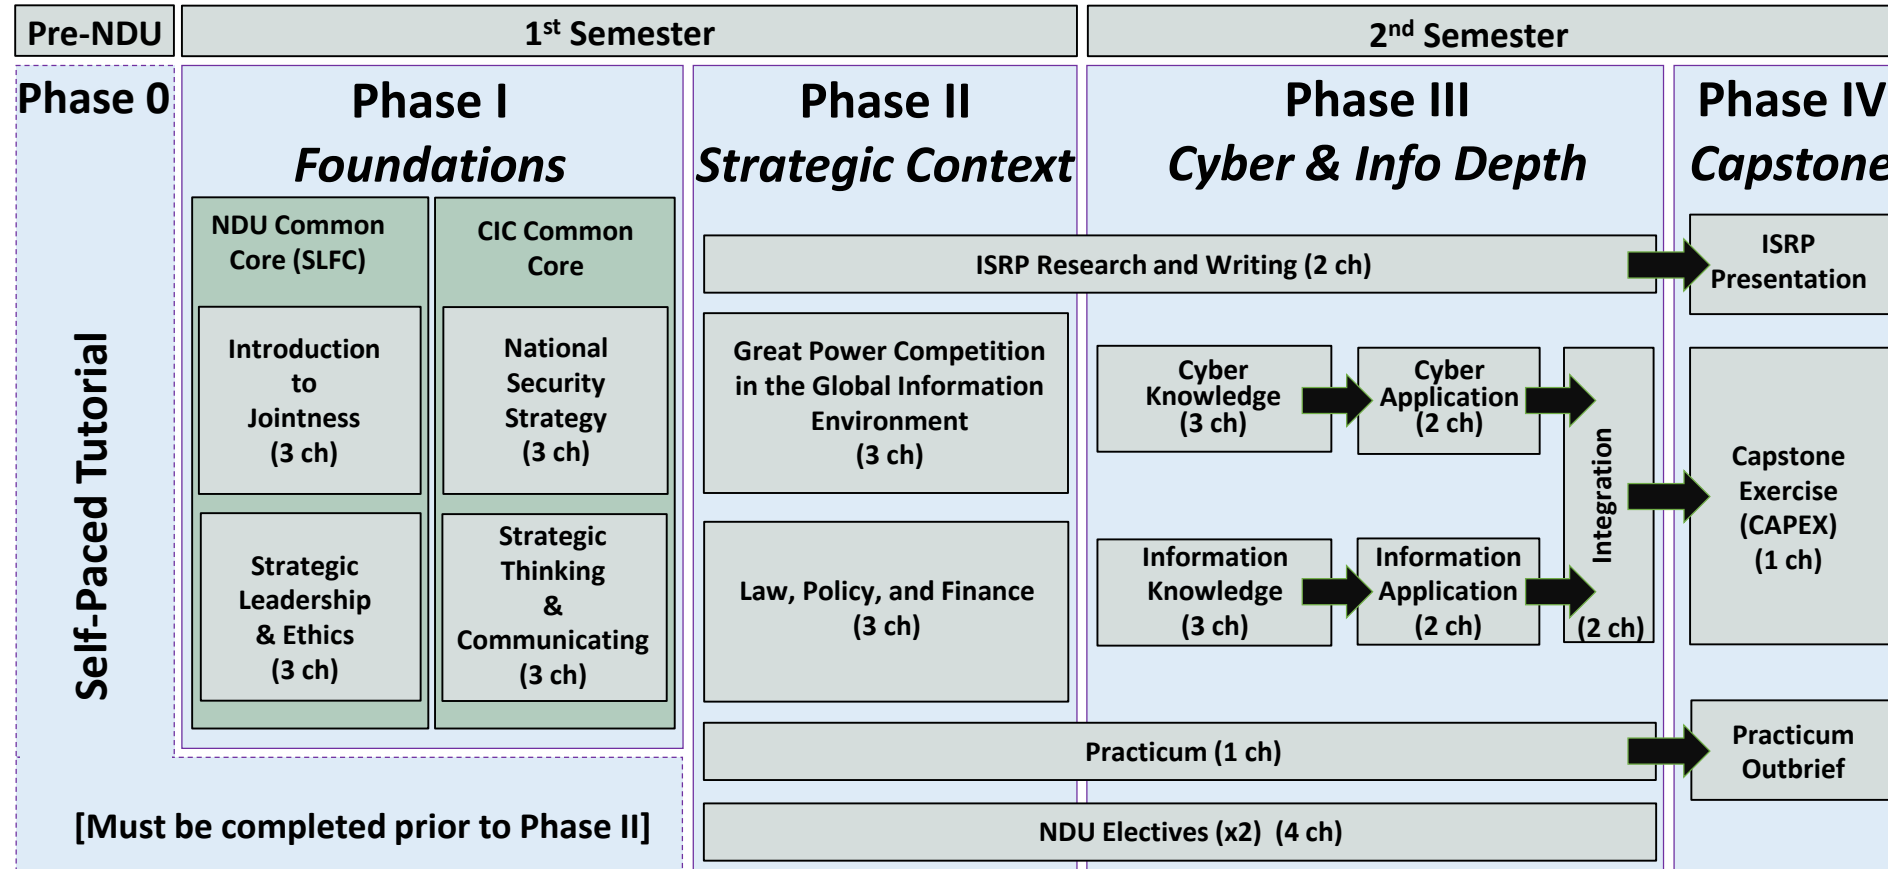 Pre-NDU
1st Semester
2nd Semester
Phase 0
Self-Paced Tutorial
[Must be completed prior to Phase II]
Phase I
Foundations
NDU Common
Core (SLFC)
Introduction
to
Jointness
(3 ch)
Strategic
Leadership
& Ethics
(3 ch)
CIC Common
Core
National
Security
Strategy
(3 ch)
Strategic
Thinking
&
Communicating
(3 ch)
Phase II
Strategic Context
Phase III
Cyber & Info Depth
ISRP Research and Writing (2 ch)
Great Power Competition
in the Global Information
Environment
(3 ch)
Law, Policy, and Finance
(3 ch)
Cyber
Knowledge
(3 ch)
Cyber
Application
(2 ch)
Information
Knowledge
(3 ch)
Information
Application
(2 ch)
Integration
(2 ch)
Practicum (1 ch)
NDU Electives (x2) (4 ch)
Phase IV
Capstone
ISRP
Presentation
Capstone
Exercise
(CAPEX)
(1 ch)
Practicum
Outbrief